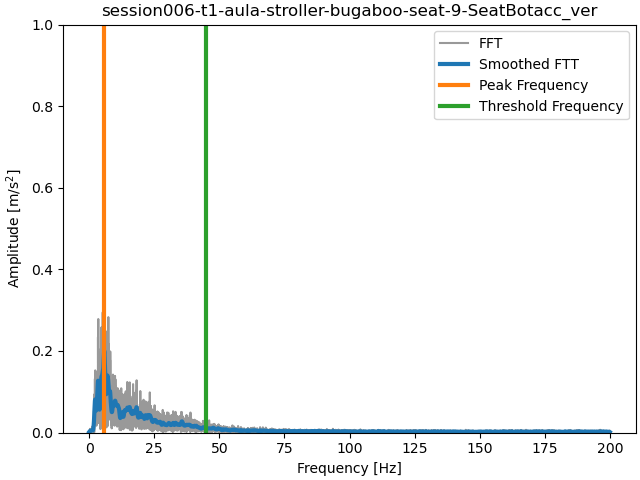 session006-t1-aula-stroller-bugaboo-seat-9-SeatBotacc_ver
1.0
0.8
0.6
0.4
0.2
0.0
Amplitude [m/s²]
FFT
Smoothed FTT
Peak Frequency
Threshold Frequency
0 25 50 75 100 125 150 175 200
Frequency [Hz]